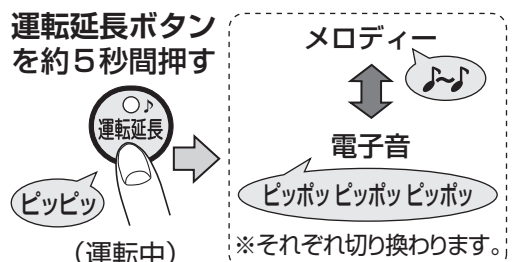 運転延長ボタン
を約5秒間押す
♪
運転延長
ピッピッ
(運転中)
メロディー
♪〜♪
電子音
ピッポッ ピッポッ ピッポッ
※それぞれ切り換わります。